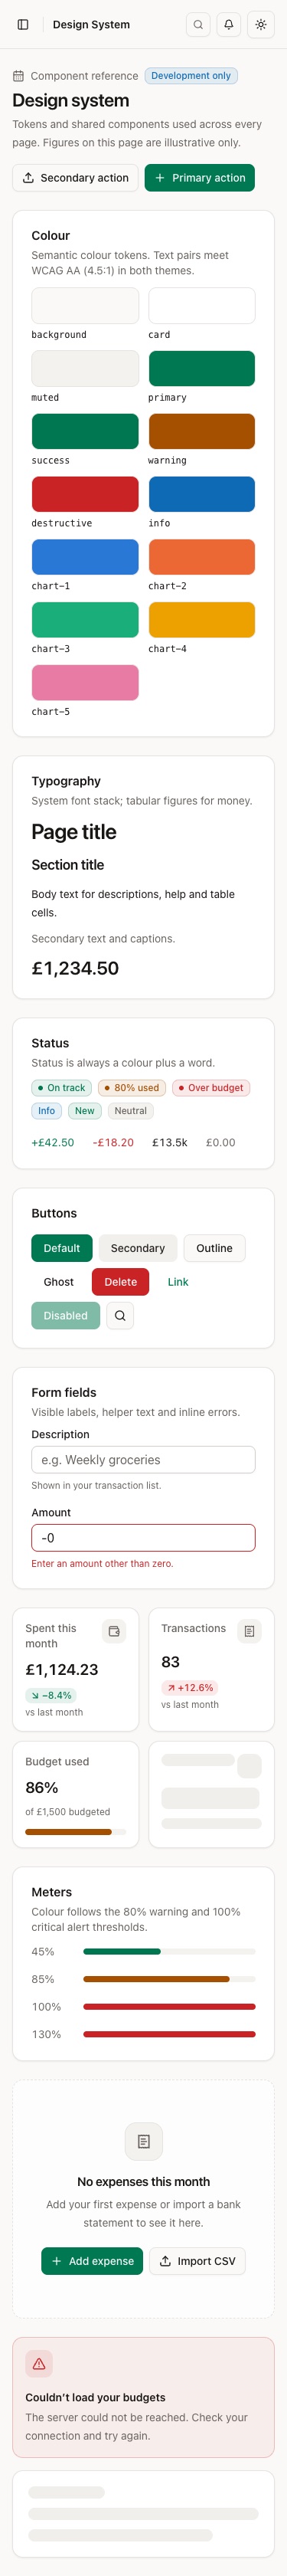 Design System
Component reference Development only
Design system
Tokens and shared components used across every
page. Figures on this page are illustrative only.
Secondary action Primary action
Colour
Semantic colour tokens. Text pairs meet
WCAG AA (4.5:1) in both themes.
background card
muted primary
success warning
destructive info
chart-1 chart-2
chart-3 chart-4
chart-5
Typography
System font stack; tabular figures for money.
Page title
Section title
Body text for descriptions, help and table
cells.
Secondary text and captions.
£1,234.50
Status
Status is always a colour plus a word.
On track 80% used Over budget
Info New Neutral
+£42.50 -£18.20 £13.5k £0.00
Buttons
Default Secondary Outline
Ghost Delete Link
Disabled
Form fields
Visible labels, helper text and inline errors.
Description
e.g. Weekly groceries
Shown in your transaction list.
Amount
-0
Enter an amount other than zero.
Spent this
month
£1,124.23
−8.4%
vs last month
Transactions
83
+12.6%
vs last month
Budget used
86%
of £1,500 budgeted
Meters
Colour follows the 80% warning and 100%
critical alert thresholds.
45%
85%
100%
130%
No expenses this month
Add your first expense or import a bank
statement to see it here.
Add expense Import CSV
Couldn't load your budgets
The server could not be reached. Check your
connection and try again.